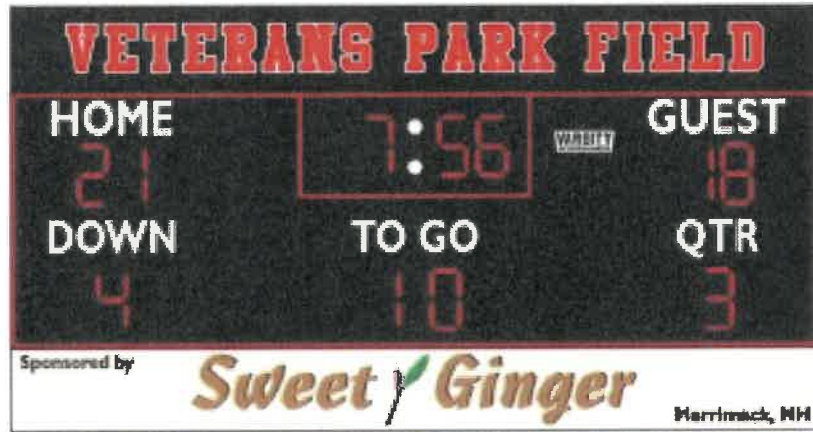 VETERANS PARK FIELD
HOME 7:56 VARSITY GUEST
21 18
DOWN TO GO QTR
4 10 3
Sponsored by
Sweet Ginger
Merrimack, NH